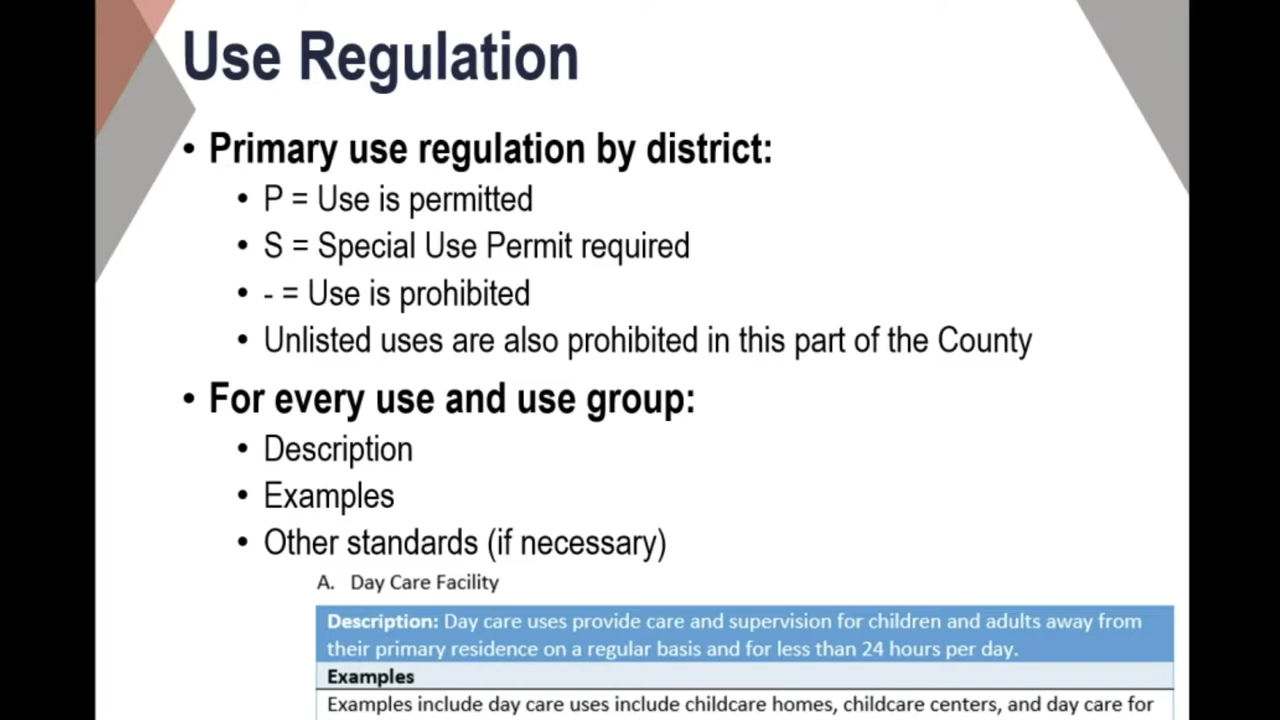 Use Regulation
• Primary use regulation by district:
• P = Use is permitted
• S = Special Use Permit required
• - = Use is prohibited
• Unlisted uses are also prohibited in this part of the County
• For every use and use group:
• Description
• Examples
• Other standards (if necessary)
A. Day Care Facility
Description: Day care uses provide care and supervision for children and adults away from
their primary residence on a regular basis and for less than 24 hours per day.
Examples
Examples include day care uses include childcare homes, childcare centers, and day care for